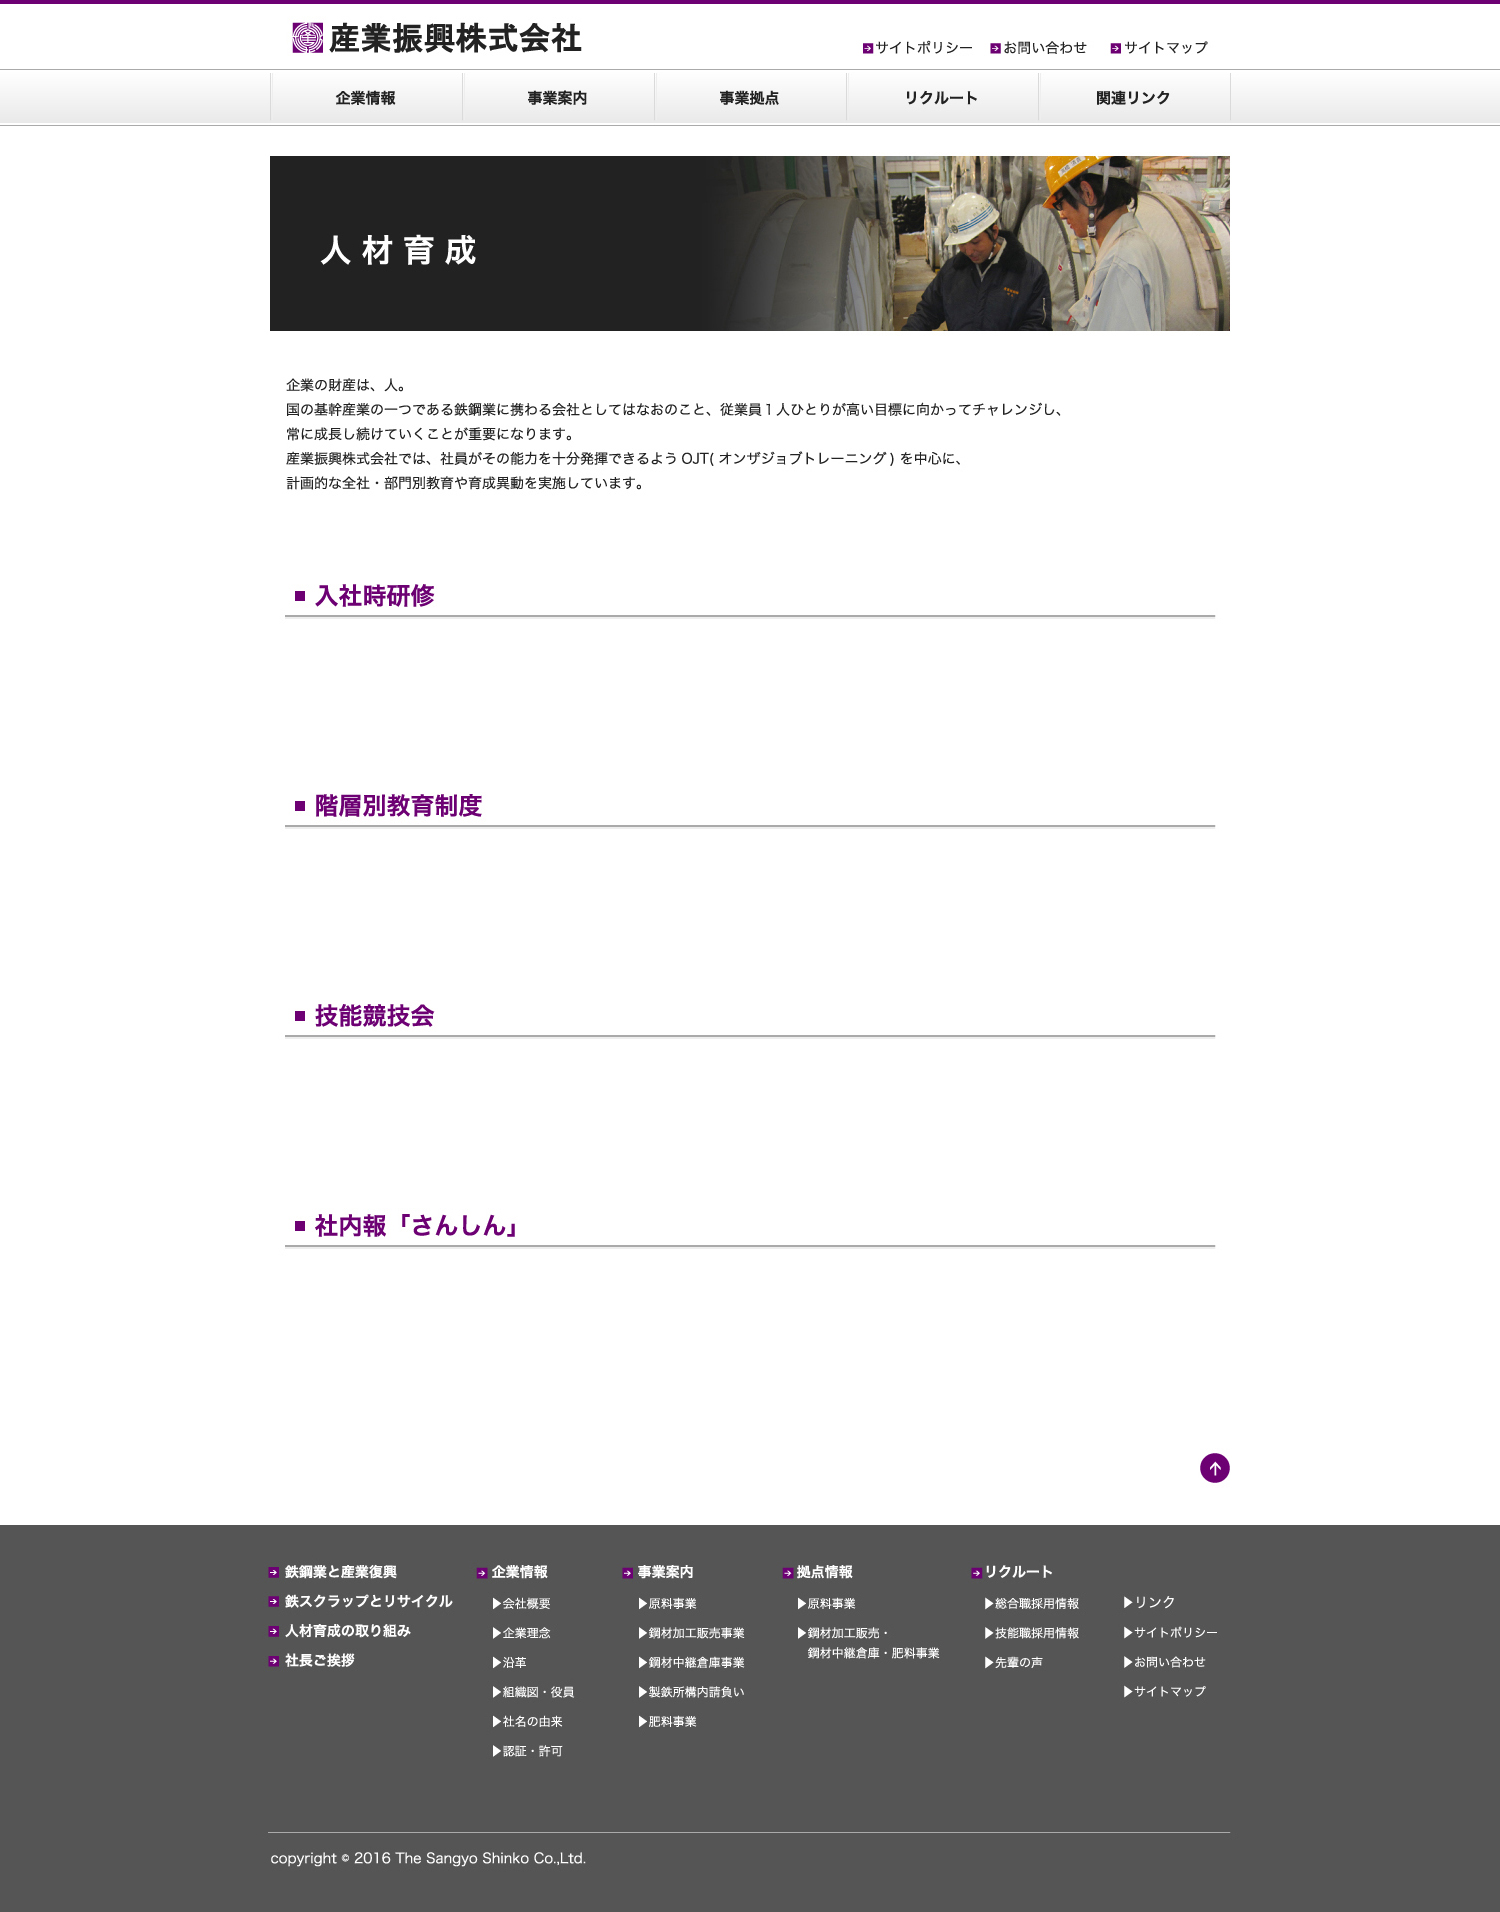 産業振興株式会社
サイトポリシー お問い合わせ サイトマップ
企業情報 事業案内 事業拠点 リクルート 関連リンク
人材育成
企業の財産は、人。
国の基幹産業の一つである鉄鋼業に携わる会社としてはなおのこと、従業員１人ひとりが高い目標に向かってチャレンジし、
常に成長し続けていくことが重要になります。
産業振興株式会社では、社員がその能力を十分発揮できるよう OJT( オンザジョブトレーニング ) を中心に、
計画的な全社・部門別教育や育成異動を実施しています。
入社時研修
階層別教育制度
技能競技会
社内報「さんしん」
鉄鋼業と産業復興
鉄スクラップとリサイクル
人材育成の取り組み
社長ご挨拶
企業情報
▶会社概要
▶企業理念
▶沿革
▶組織図・役員
▶社名の由来
▶認証・許可
事業案内
▶原料事業
▶鋼材加工販売事業
▶鋼材中継倉庫事業
▶製鉄所構内請負い
▶肥料事業
拠点情報
▶原料事業
▶鋼材加工販売・
鋼材中継倉庫・肥料事業
リクルート
▶総合職採用情報
▶技能職採用情報
▶先輩の声
▶リンク
▶サイトポリシー
▶お問い合わせ
▶サイトマップ
copyright © 2016 The Sangyo Shinko Co.,Ltd.